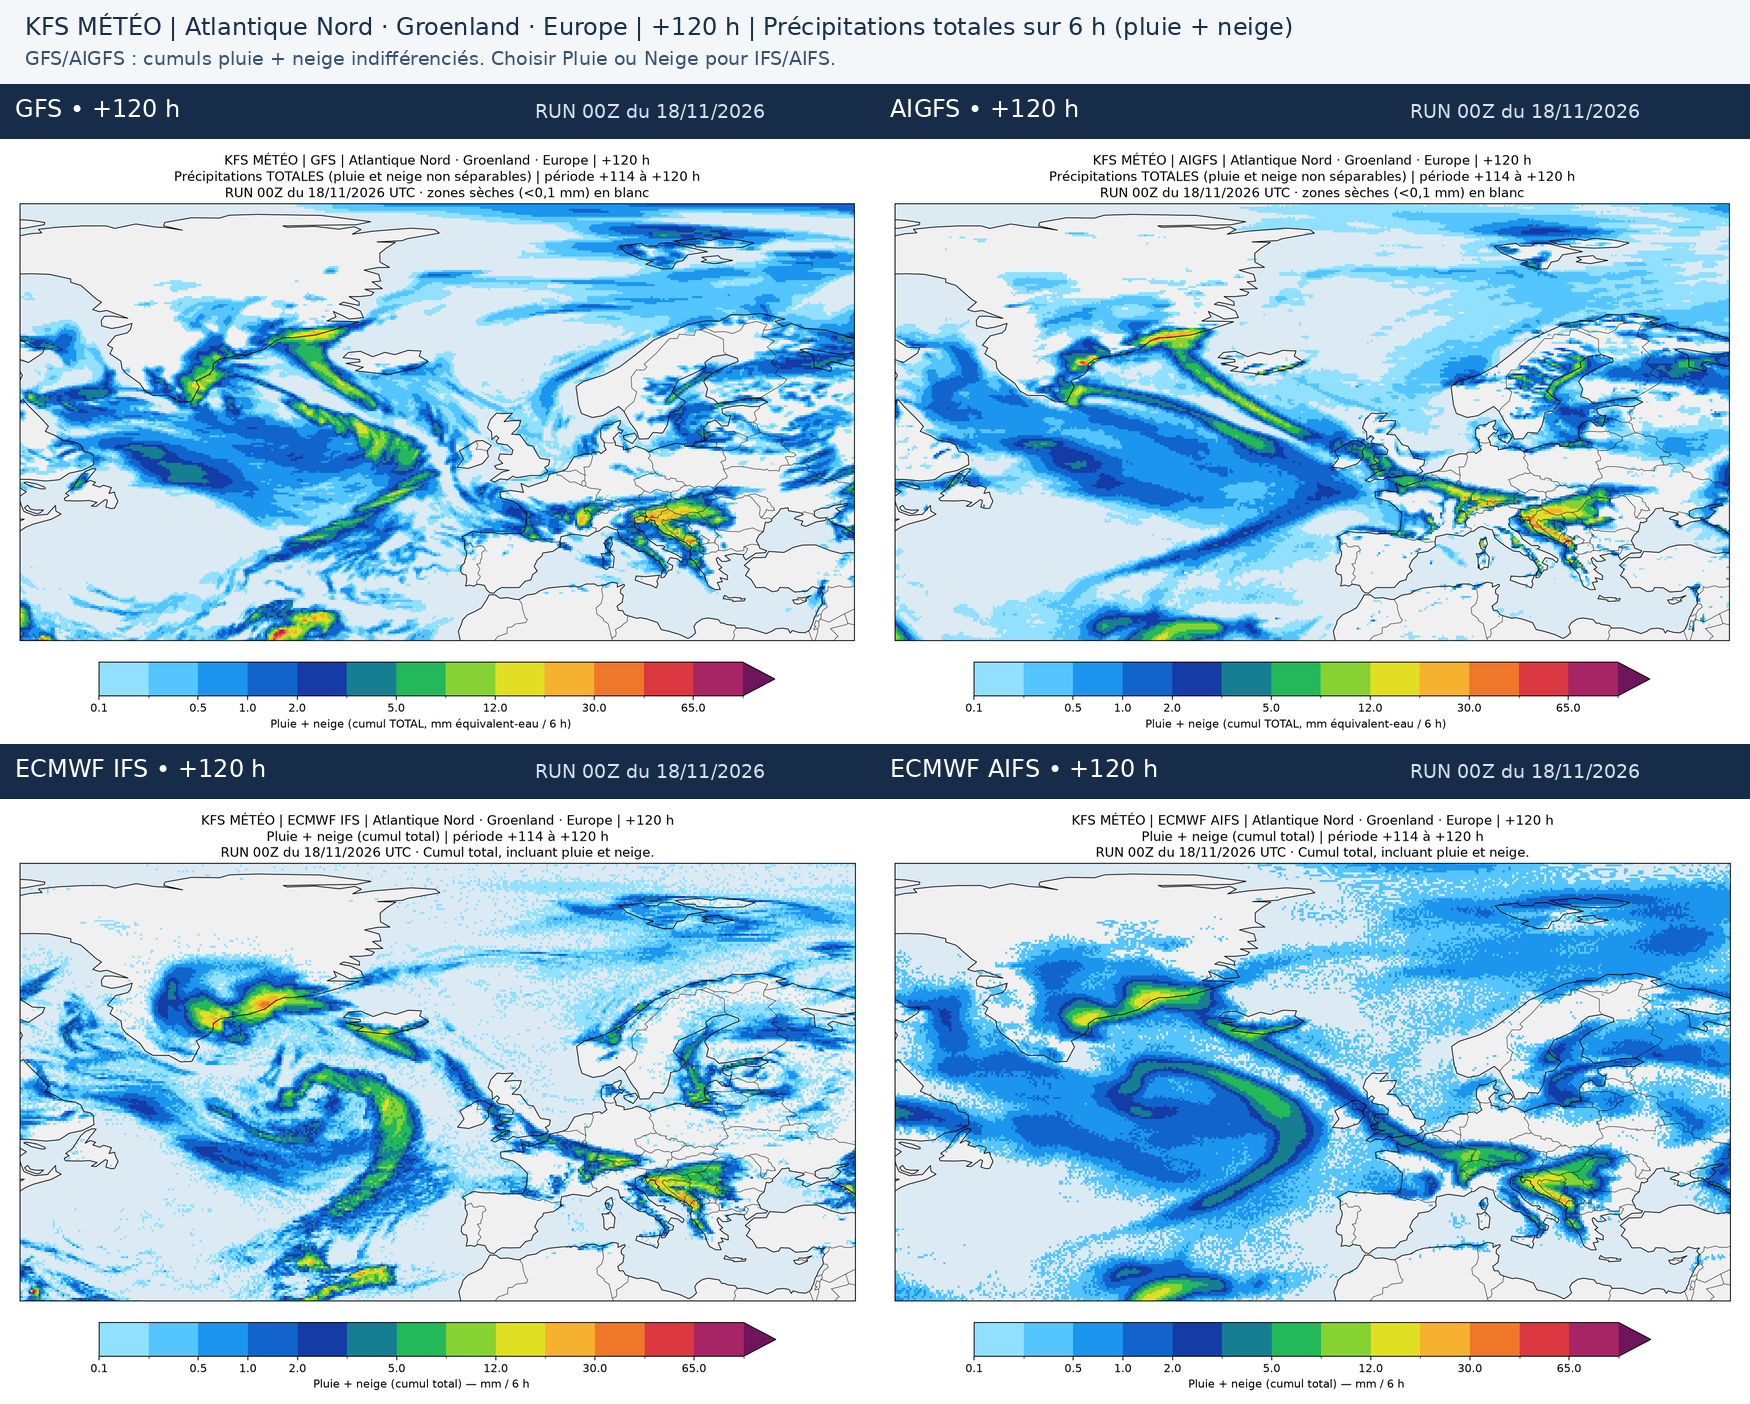 KFS MÉTÉO | Atlantique Nord · Groenland · Europe | +120 h | Précipitations totales sur 6 h (pluie + neige)
GFS/AIGFS : cumuls pluie + neige indifférenciés. Choisir Pluie ou Neige pour IFS/AIFS.
GFS • +120 h
RUN 00Z du 18/11/2026
AIGFS • +120 h
RUN 00Z du 18/11/2026
KFS MÉTÉO | GFS | Atlantique Nord · Groenland · Europe | +120 h
Précipitations TOTALES (pluie et neige non séparables) | période +114 à +120 h
RUN 00Z du 18/11/2026 UTC · zones sèches (<0,1 mm) en blanc
KFS MÉTÉO | AIGFS | Atlantique Nord · Groenland · Europe | +120 h
Précipitations TOTALES (pluie et neige non séparables) | période +114 à +120 h
RUN 00Z du 18/11/2026 UTC · zones sèches (<0,1 mm) en blanc
0.1 0.5 1.0 2.0 5.0 12.0 30.0 65.0
Pluie + neige (cumul TOTAL, mm équivalent-eau / 6 h)
0.1 0.5 1.0 2.0 5.0 12.0 30.0 65.0
Pluie + neige (cumul TOTAL, mm équivalent-eau / 6 h)
ECMWF IFS • +120 h
RUN 00Z du 18/11/2026
ECMWF AIFS • +120 h
RUN 00Z du 18/11/2026
KFS MÉTÉO | ECMWF IFS | Atlantique Nord · Groenland · Europe | +120 h
Pluie + neige (cumul total) | période +114 à +120 h
RUN 00Z du 18/11/2026 UTC · Cumul total, incluant pluie et neige.
KFS MÉTÉO | ECMWF AIFS | Atlantique Nord · Groenland · Europe | +120 h
Pluie + neige (cumul total) | période +114 à +120 h
RUN 00Z du 18/11/2026 UTC · Cumul total, incluant pluie et neige.
0.1 0.5 1.0 2.0 5.0 12.0 30.0 65.0
Pluie + neige (cumul total) — mm / 6 h
0.1 0.5 1.0 2.0 5.0 12.0 30.0 65.0
Pluie + neige (cumul total) — mm / 6 h